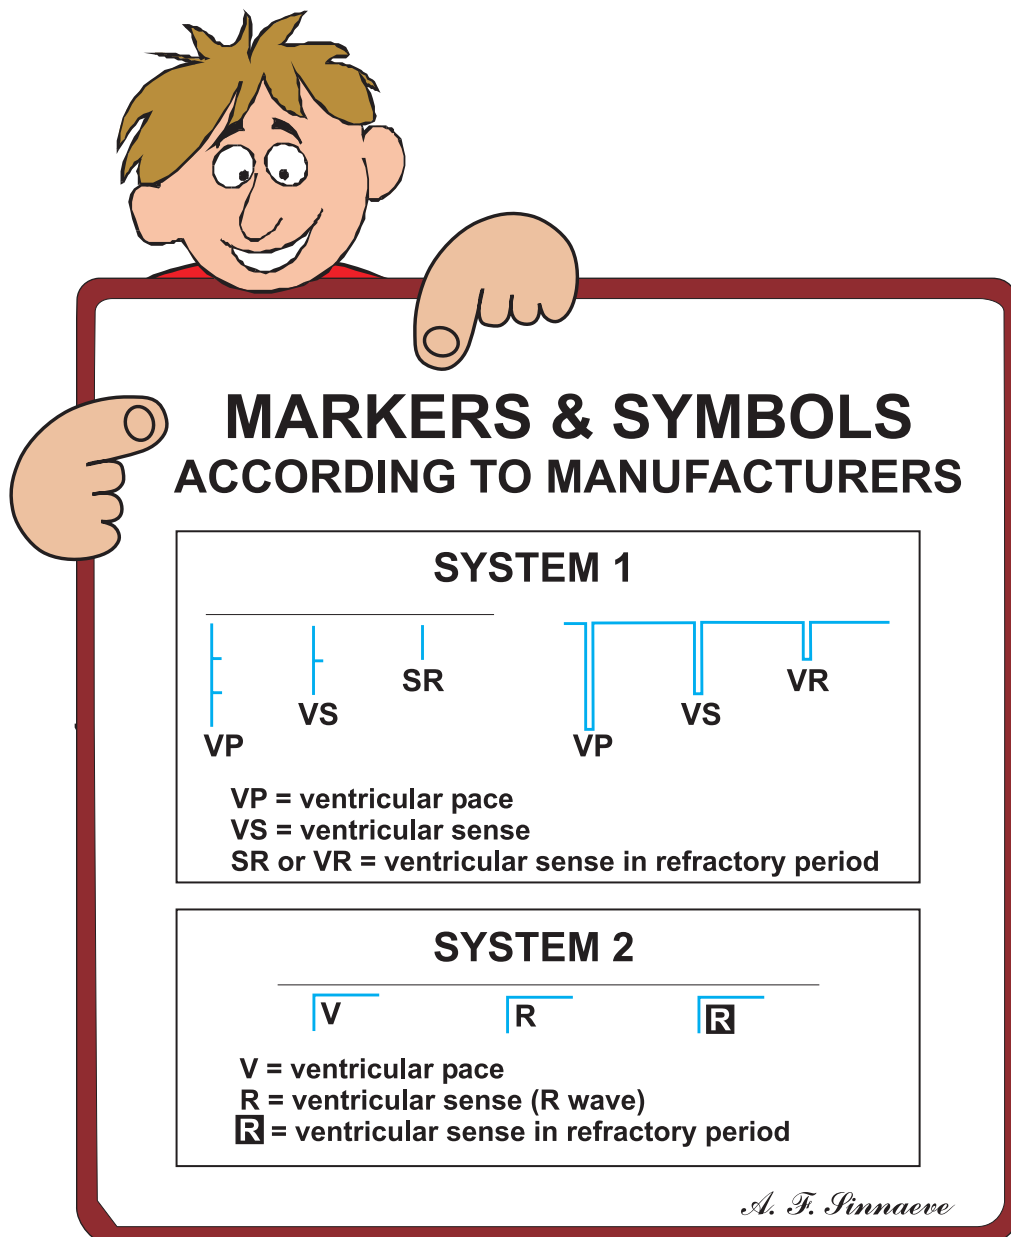 MARKERS & SYMBOLS
ACCORDING TO MANUFACTURERS
SYSTEM 1
VP
VS
SR
VP
VS
VR
VP = ventricular pace
VS = ventricular sense
SR or VR = ventricular sense in refractory period
SYSTEM 2
V R R
V = ventricular pace
R = ventricular sense (R wave)
R = ventricular sense in refractory period
A. F. Sinnaeve